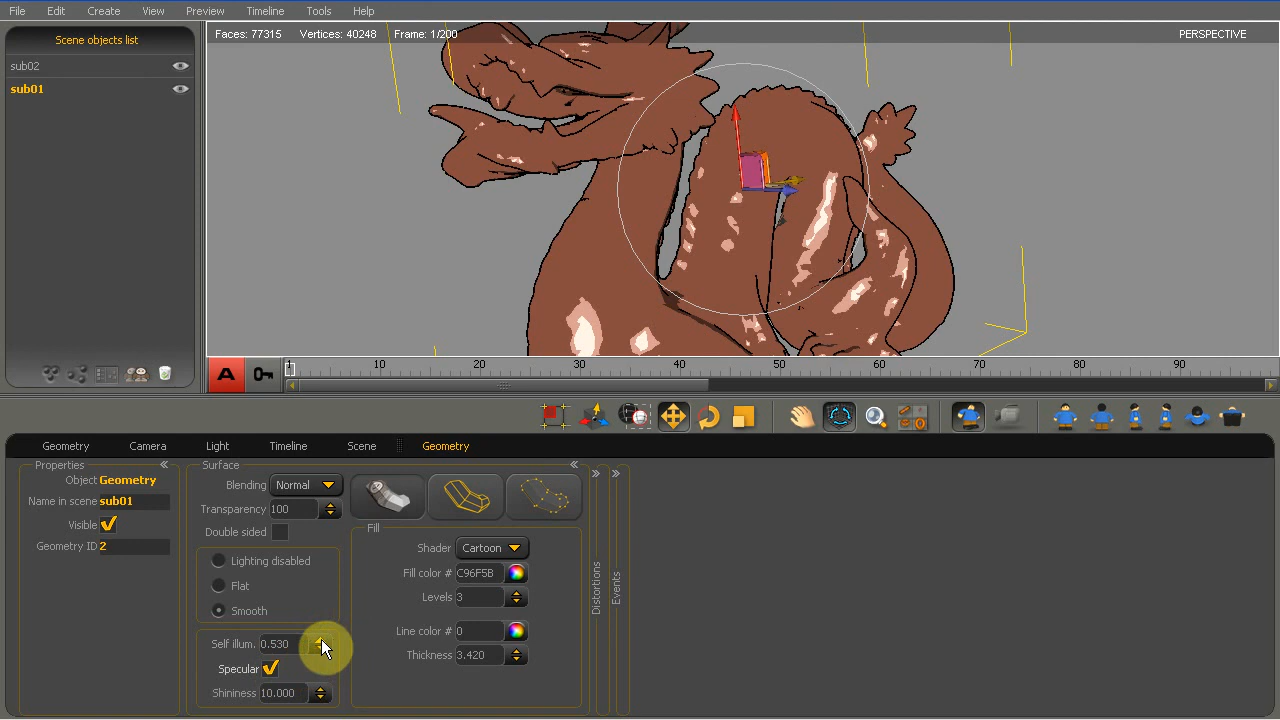 File Edit Create View Preview Timeline Tools Help
Scene objects list
sub02
sub01
Faces: 77315 Vertices: 40248 Frame: 1/200
PERSPECTIVE
A
1 10 20 30 40 50 60 70 80 90
Geometry Camera Light Timeline Scene Geometry
Properties
Object Geometry
Name in scene sub01
Visible
Geometry ID 2
Surface
Blending Normal
Transparency 100
Double sided
Lighting disabled
Flat
Smooth
Self illum. 0.530
Specular
Shininess 10.000
Fill
Shader Cartoon
Fill color # C96F5B
Levels 3
Line color # 0
Thickness 3.420
Distortions
Events